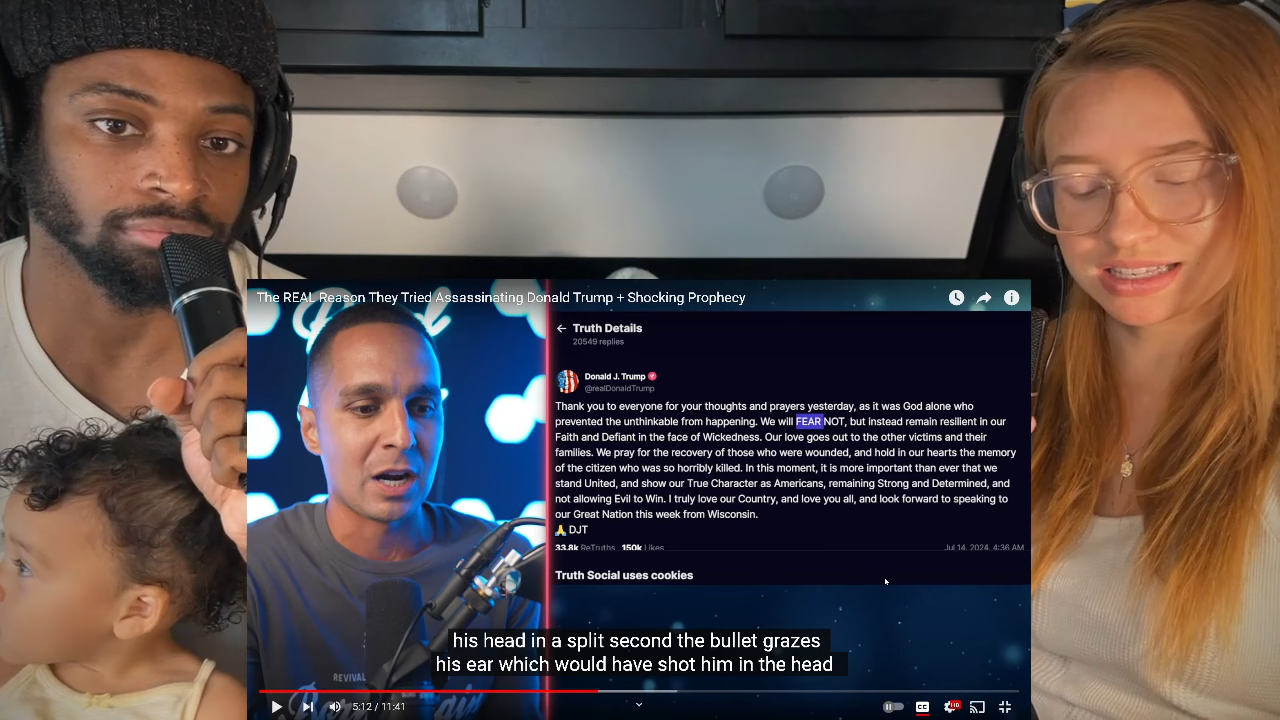 The REAL Reason They Tried Assassinating Donald Trump + Shocking Prophecy
Truth Details
20549 replies
Donald J. Trump
@realDonaldTrump
Thank you to everyone for your thoughts and prayers yesterday, as it was God alone who
prevented the unthinkable from happening. We will FEAR NOT, but instead remain resilient in our
Faith and Defiant in the face of Wickedness. Our love goes out to the other victims and their
families. We pray for the recovery of those who were wounded, and hold in our hearts the memory
of the citizen who was so horribly killed. In this moment, it is more important than ever that we
stand United, and show our True Character as Americans, remaining Strong and Determined, and
not allowing Evil to Win. I truly love our Country, and love you all, and look forward to speaking to
our Great Nation this week from Wisconsin.
🙏 DJT
33.8k ReTruths 150k Likes Jul 14, 2024, 4:36 AM
Truth Social uses cookies
his head in a split second the bullet grazes
his ear which would have shot him in the head
REVIVAL
5:12 / 11:41
CC
HD